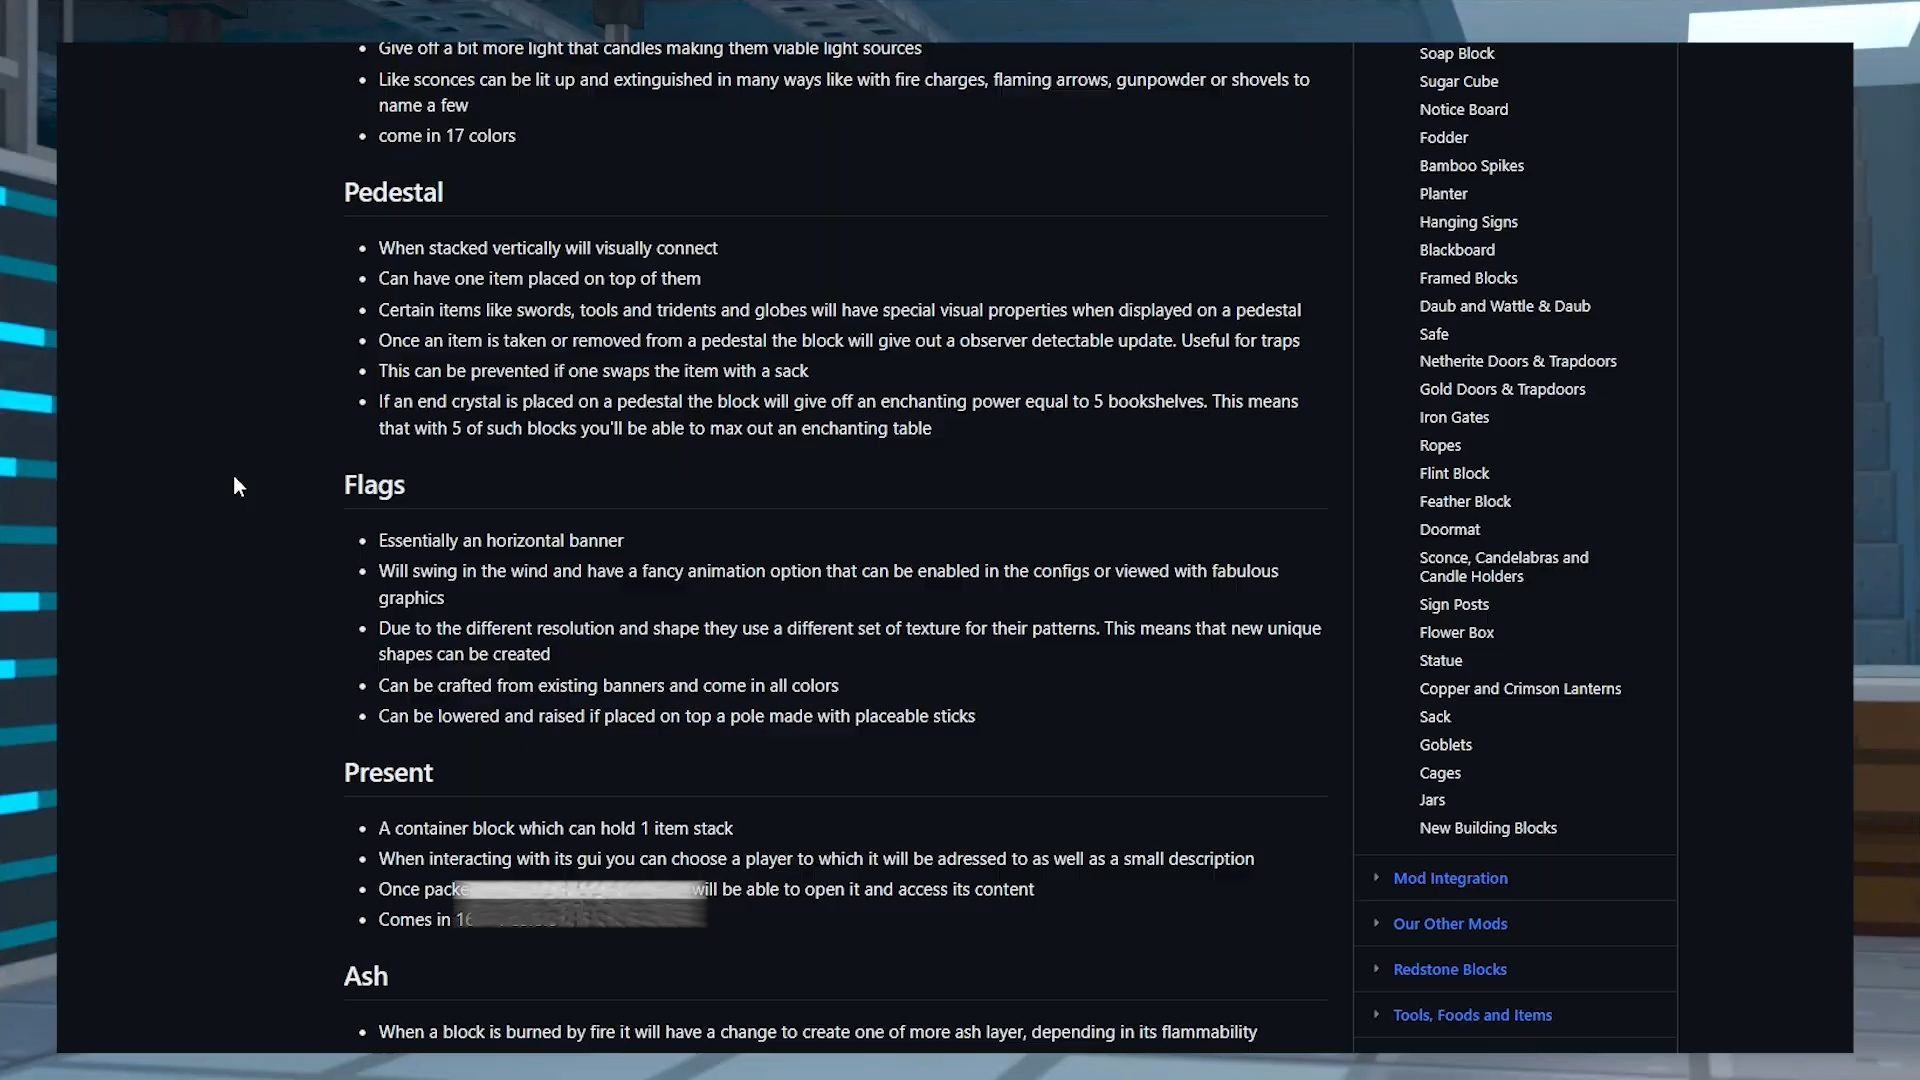 Give off a bit more light that candles making them viable light sources
Like sconces can be lit up and extinguished in many ways like with fire charges, flaming arrows, gunpowder or shovels to
name a few
come in 17 colors
Pedestal
When stacked vertically will visually connect
Can have one item placed on top of them
Certain items like swords, tools and tridents and globes will have special visual properties when displayed on a pedestal
Once an item is taken or removed from a pedestal the block will give out a observer detectable update. Useful for traps
This can be prevented if one swaps the item with a sack
If an end crystal is placed on a pedestal the block will give off an enchanting power equal to 5 bookshelves. This means
that with 5 of such blocks you'll be able to max out an enchanting table
Flags
Essentially an horizontal banner
Will swing in the wind and have a fancy animation option that can be enabled in the configs or viewed with fabulous
graphics
Due to the different resolution and shape they use a different set of texture for their patterns. This means that new unique
shapes can be created
Can be crafted from existing banners and come in all colors
Can be lowered and raised if placed on top a pole made with placeable sticks
Present
A container block which can hold 1 item stack
When interacting with its gui you can choose a player to which it will be adressed to as well as a small description
Once will be able to open it and access its content
Comes in
Ash
When a block is burned by fire it will have a change to create one of more ash layer, depending in its flammability
Soap Block
Sugar Cube
Notice Board
Fodder
Bamboo Spikes
Planter
Hanging Signs
Blackboard
Framed Blocks
Daub and Wattle & Daub
Safe
Netherite Doors & Trapdoors
Gold Doors & Trapdoors
Iron Gates
Ropes
Flint Block
Feather Block
Doormat
Sconce, Candelabras and
Candle Holders
Sign Posts
Flower Box
Statue
Copper and Crimson Lanterns
Sack
Goblets
Cages
Jars
New Building Blocks
Mod Integration
Our Other Mods
Redstone Blocks
Tools, Foods and Items